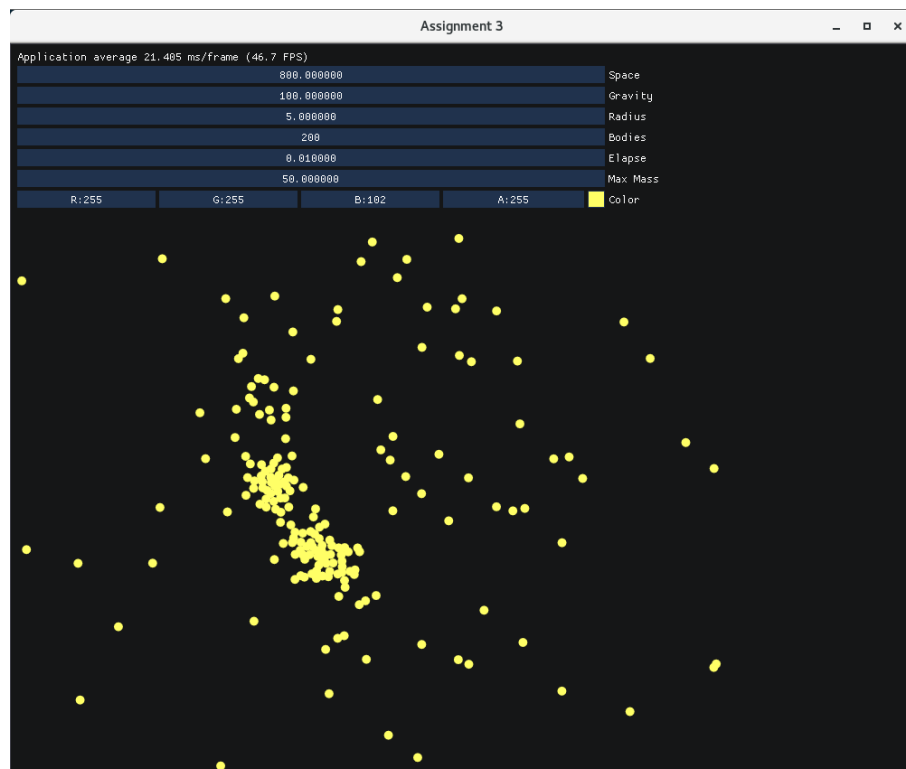 Assignment 3
Application average 21.405 ms/frame (46.7 FPS)
800.000000 Space
100.000000 Gravity
5.000000 Radius
200 Bodies
0.010000 Elapse
50.000000 Max Mass
R:255 G:255 B:102 A:255 Color